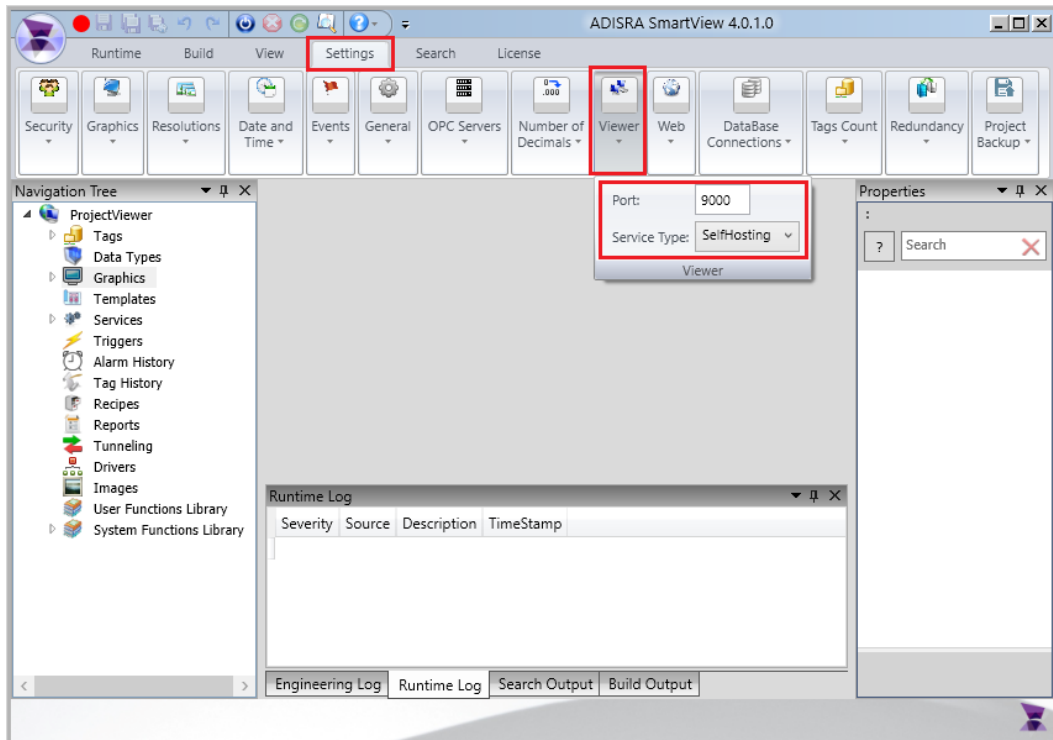 ADISRA SmartView 4.0.1.0
Runtime Build View Settings Search License
Security Graphics Resolutions Date and Time Events General OPC Servers Number of Decimals Viewer Web DataBase Connections Tags Count Redundancy Project Backup
Port: 9000
Service Type: SelfHosting
Viewer
Navigation Tree
ProjectViewer
Tags
Data Types
Graphics
Templates
Services
Triggers
Alarm History
Tag History
Recipes
Reports
Tunneling
Drivers
Images
User Functions Library
System Functions Library
Runtime Log
Severity Source Description TimeStamp
Engineering Log Runtime Log Search Output Build Output
Properties
:
? Search